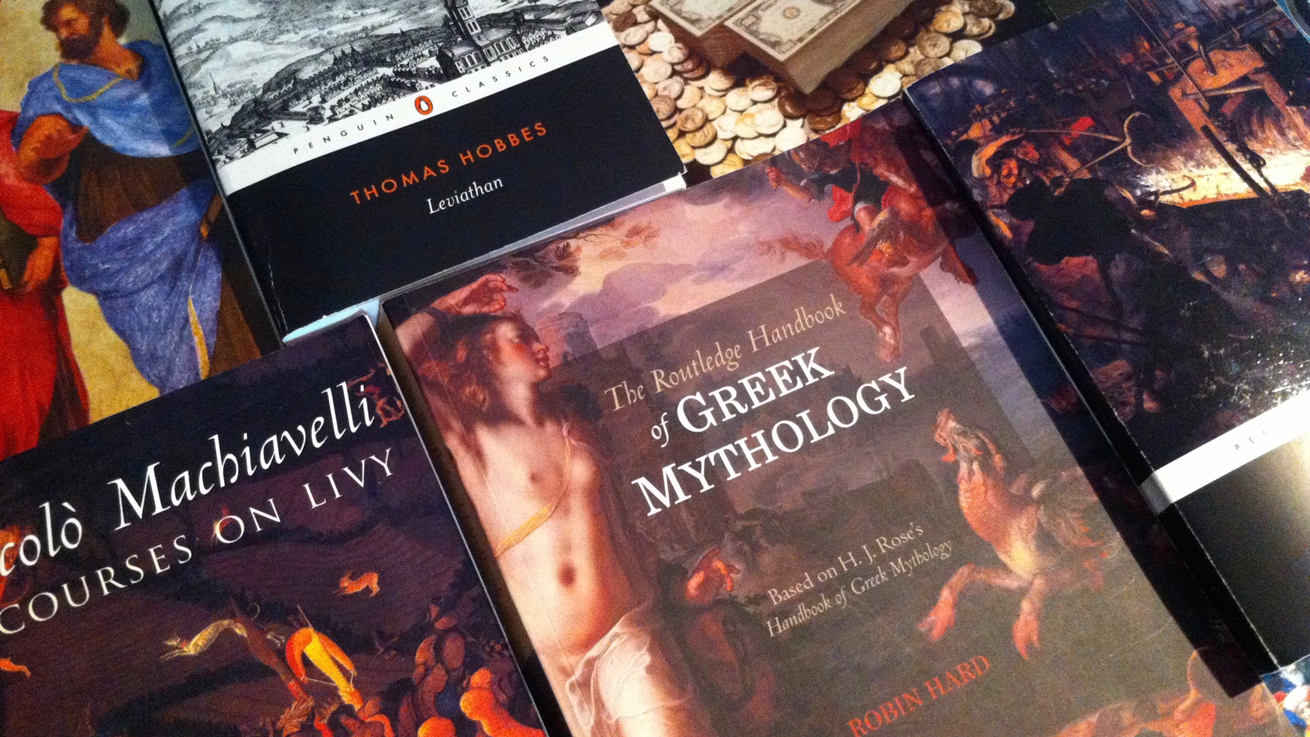 PENGUIN CLASSICS
THOMAS HOBBES
Leviathan
colò Machiavelli
COURSES ON LIVY
The Routledge Handbook
of GREEK
MYTHOLOGY
Based on H. J. Rose's
Handbook of Greek Mythology
ROBIN HARD
PE